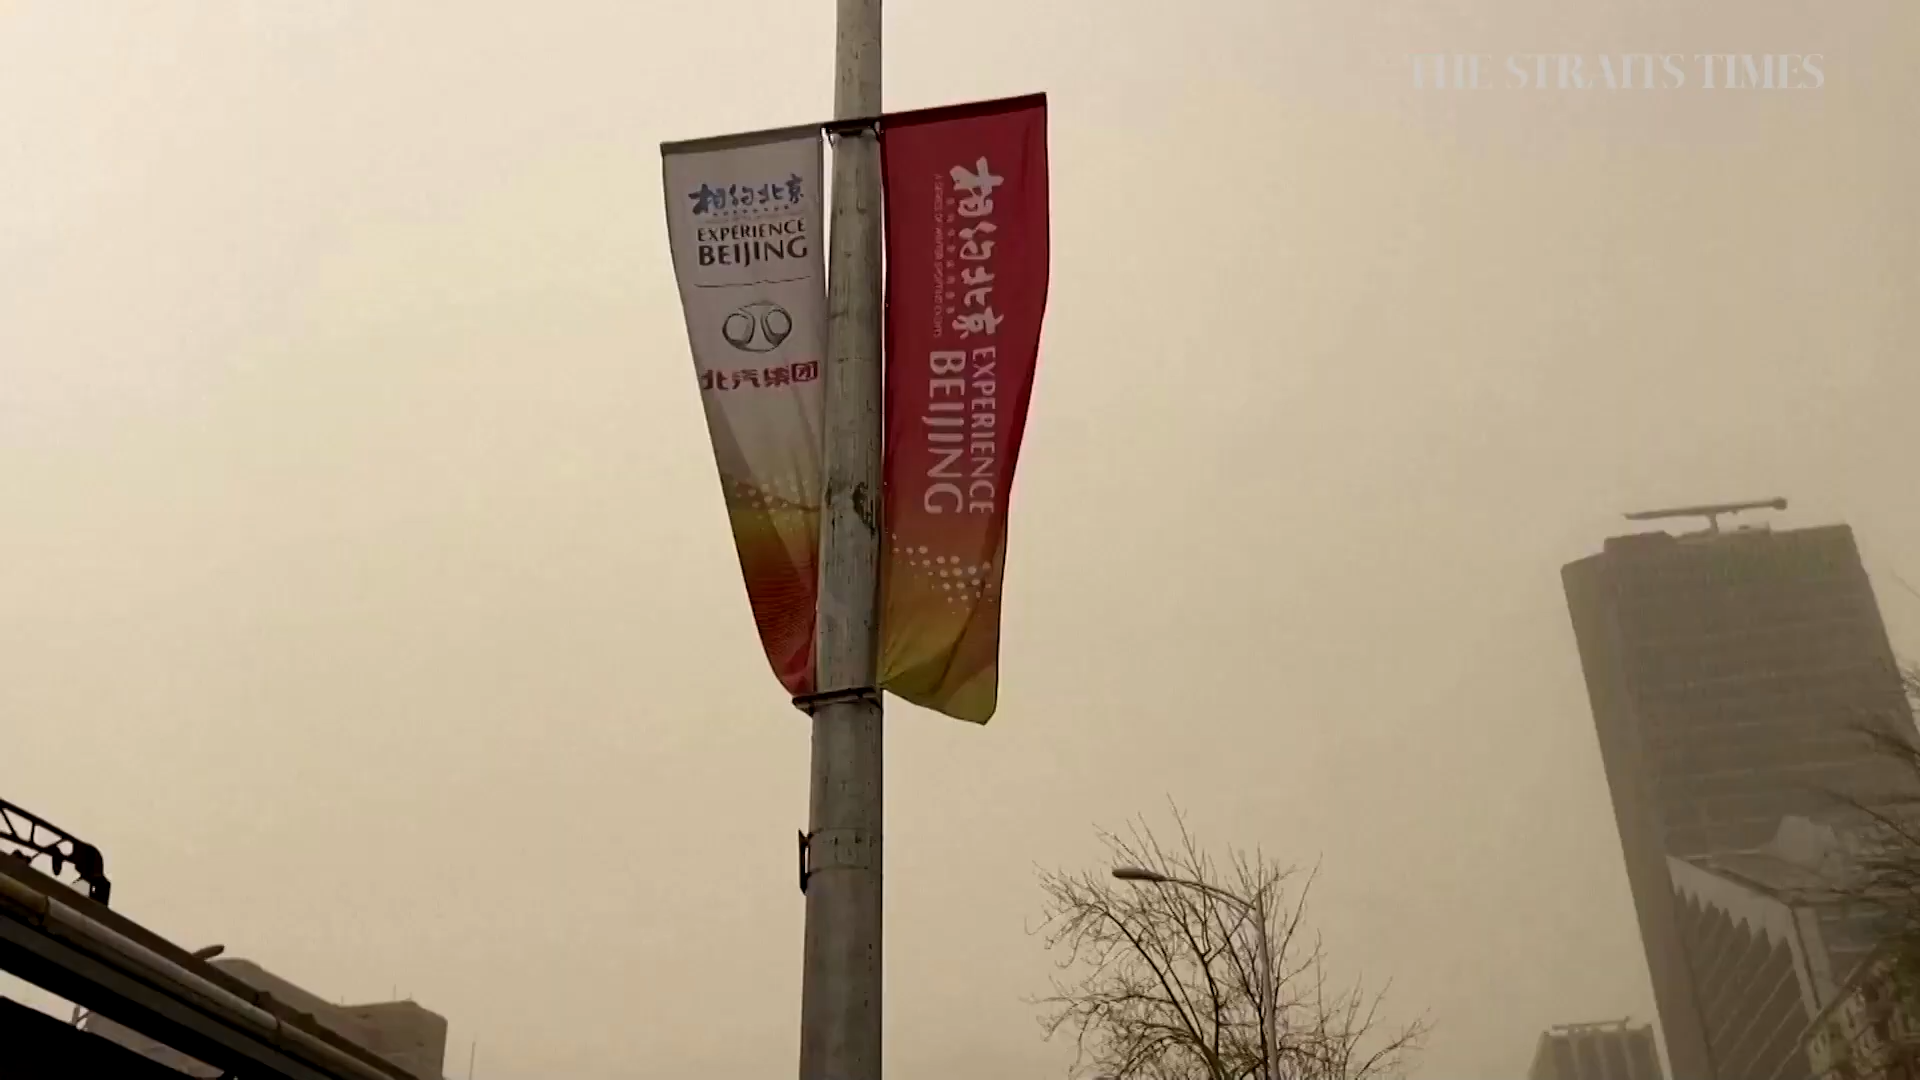 THE STRAITS TIMES
相约北京
EXPERIENCE
BEIJING
北汽集团
相约北京
EXPERIENCE
BEIJING